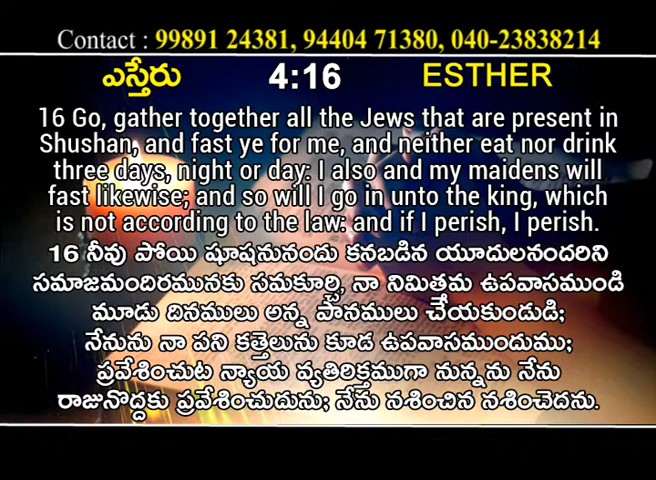 Contact : 99891 24381, 94404 71380, 040-23838214
ఎస్తేరు 4:16 ESTHER
16 Go, gather together all the Jews that are present in
Shushan, and fast ye for me, and neither eat nor drink
three days, night or day: I also and my maidens will
fast likewise; and so will I go in unto the king, which
is not according to the law: and if I perish, I perish.
16 నీవు పోయి షూషనునందు కనబడిన యూదులనందరిని
సమాజమందిరమునకు సమకూర్చి, నా నిమిత్తమ ఉపవాసముండి
మూడు దినములు అన్న పానములు చేయకుండుడి;
నేనును నా పని కత్తెలును కూడ ఉపవాసముందుము;
ప్రవేశించుట న్యాయ వ్యతిరిక్తముగా నున్నను నేను
రాజునొద్దకు ప్రవేశించుదును; నేను నశించిన నశించెదను.